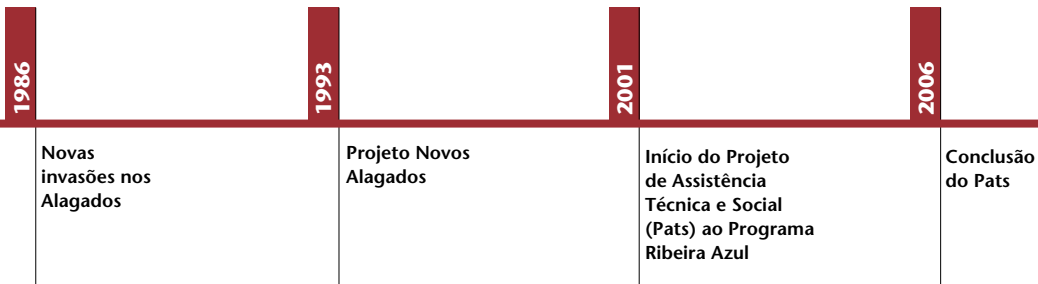 1986
Novas
invasões nos
Alagados
1993
Projeto Novos
Alagados
2001
Início do Projeto
de Assistência
Técnica e Social
(Pats) ao Programa
Ribeira Azul
2006
Conclusão
do Pats